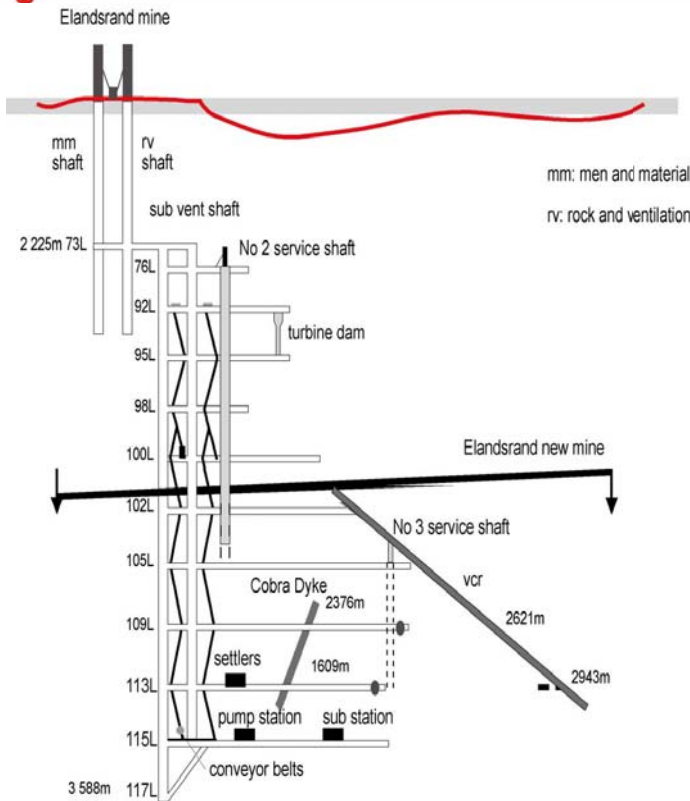 Elandsrand mine
mm
shaft
rv
shaft
mm: men and material
rv: rock and ventilation
sub vent shaft
2 225m 73L
No 2 service shaft
76L
92L
turbine dam
95L
98L
100L
Elandsrand new mine
102L
No 3 service shaft
105L
vcr
Cobra Dyke
2376m
2621m
109L
1609m
settlers
2943m
113L
pump station
sub station
115L
conveyor belts
3 588m
117L